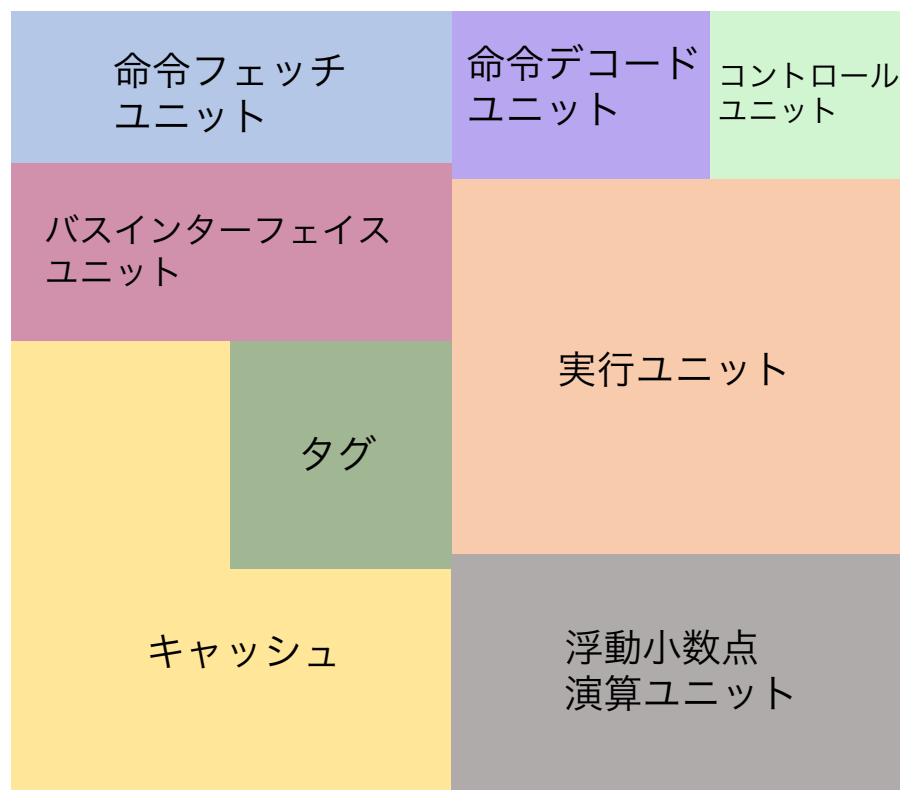 命令フェッチ
ユニット
命令デコード
ユニット
コントロール
ユニット
バスインターフェイス
ユニット
実行ユニット
タグ
キャッシュ
浮動小数点
演算ユニット